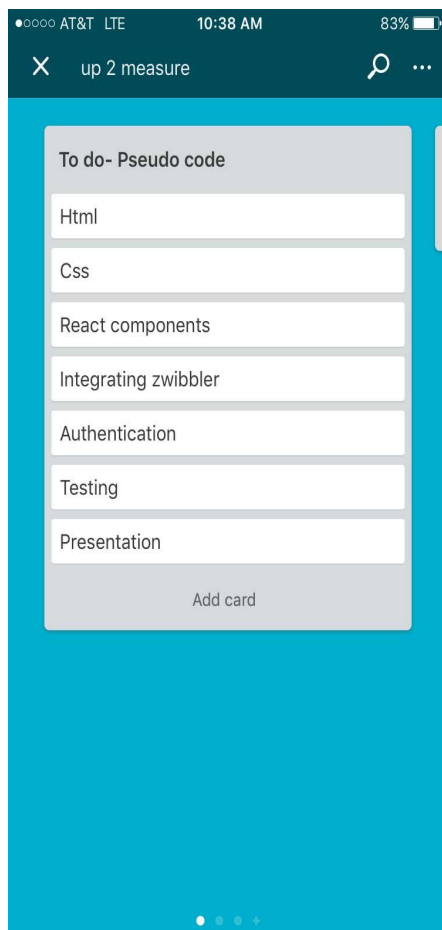 AT&T LTE 10:38 AM 83%
up 2 measure
To do- Pseudo code
Html
Css
React components
Integrating zwibbler
Authentication
Testing
Presentation
Add card